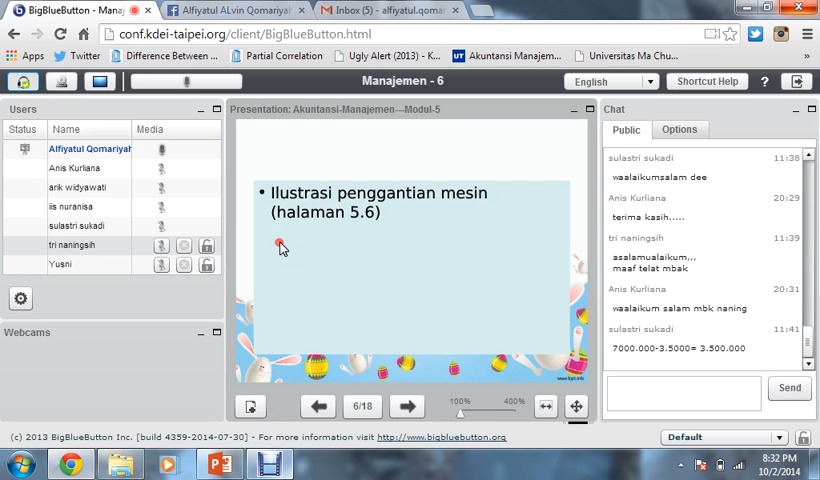 BigBlueButton - Manaj
Alfiyatul ALvin Qomariyah
Inbox (5) - alfiyatul.qomar
conf.kdei-taipei.org/client/BigBlueButton.html
Apps
Twitter
Difference Between ...
Partial Correlation
Ugly Alert (2013) - K...
UT
Akuntansi Manajem...
Universitas Ma Chu...
Manajemen - 6
English
Shortcut Help
?
Users
Status
Name
Media
Alfiyatul Qomariyah
Anis Kurliana
arik widyawati
iis nuranisa
sulastri sukadi
tri naningsih
Yusni
Webcams
Presentation: Akuntansi-Manajemen---Modul-5
• Ilustrasi penggantian mesin
(halaman 5.6)
www.fppt.info
6/18
100%
400%
Chat
Public
Options
sulastri sukadi 11:38
waalaikumsalam dee
Anis Kurliana 20:29
terima kasih.....
tri naningsih 11:39
asalamualaikum,,,
maaf telat mbak
Anis Kurliana 20:31
waalaikum salam mbk naning
sulastri sukadi 11:41
7000.000-3.5000= 3.500.000
Send
(c) 2013 BigBlueButton Inc. [build 4359-2014-07-30] - For more information visit http://www.bigbluebutton.org
Default
8:32 PM
10/2/2014